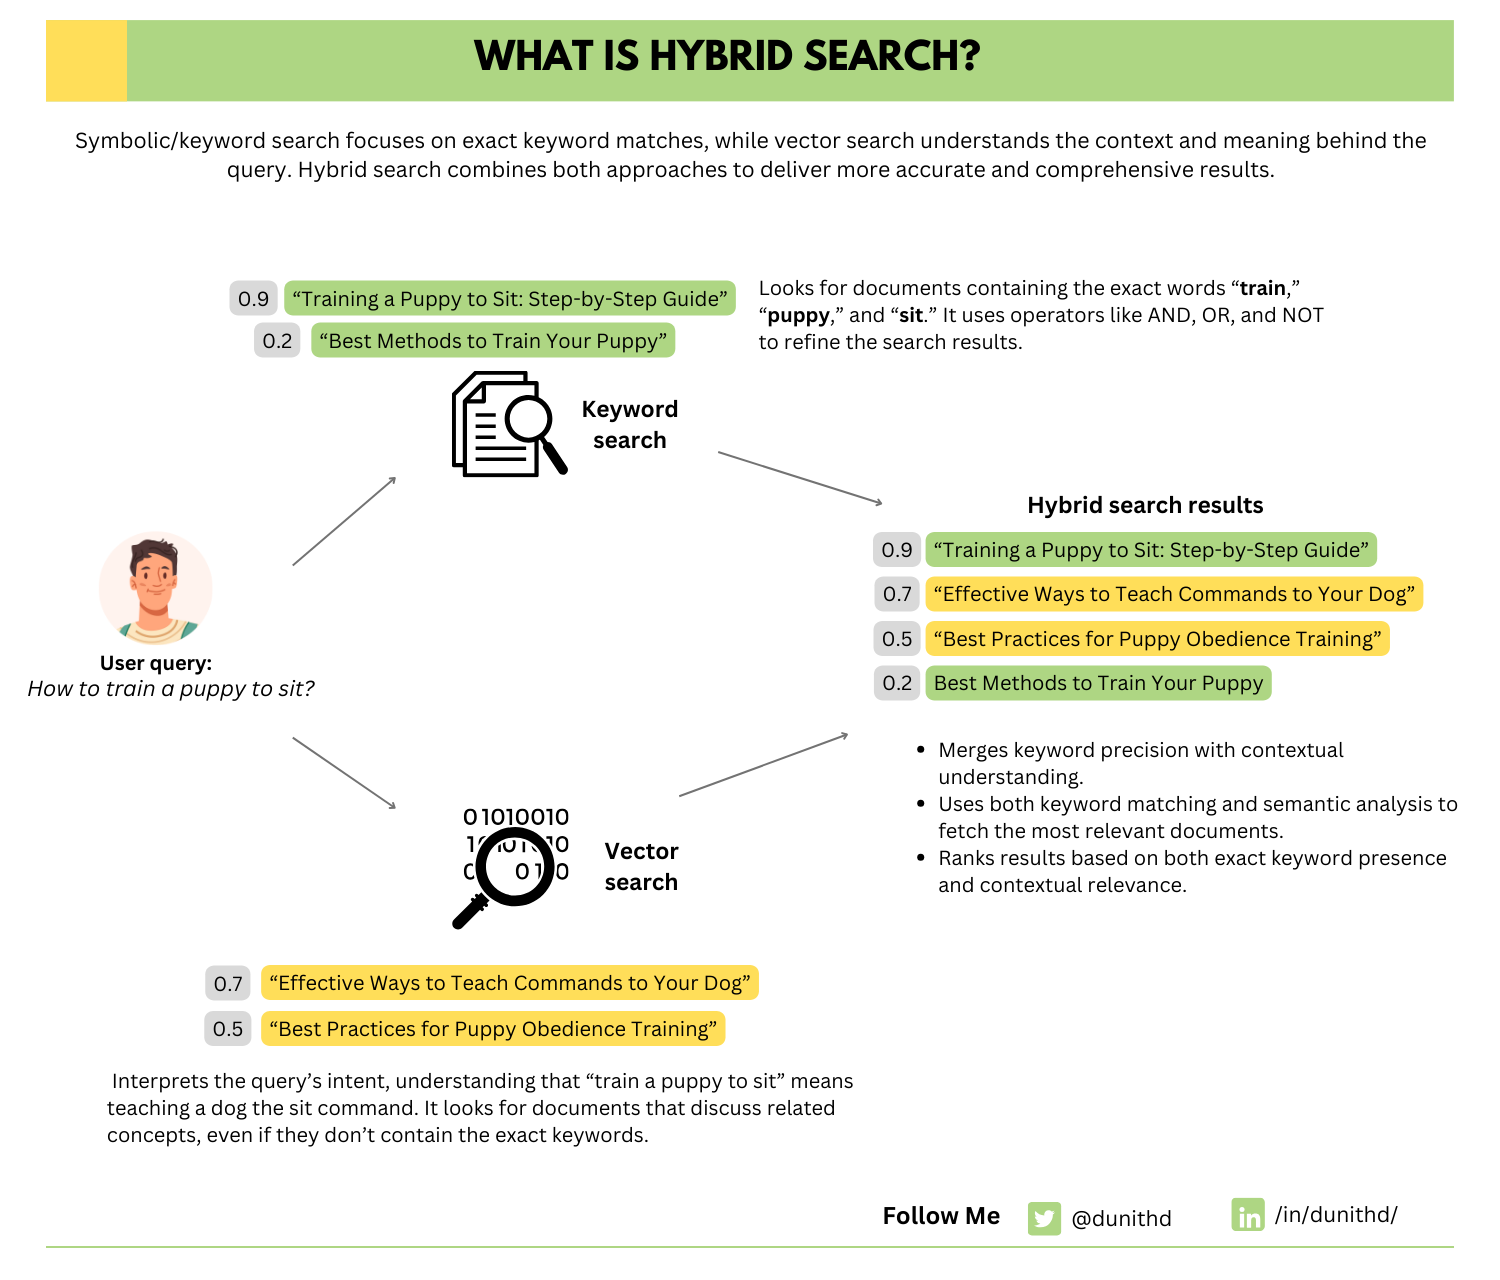 WHAT IS HYBRID SEARCH?
Symbolic/keyword search focuses on exact keyword matches, while vector search understands the context and meaning behind the
query. Hybrid search combines both approaches to deliver more accurate and comprehensive results.
0.9 “Training a Puppy to Sit: Step-by-Step Guide”
0.2 “Best Methods to Train Your Puppy”
Looks for documents containing the exact words “train,”
“puppy,” and “sit.” It uses operators like AND, OR, and NOT
to refine the search results.
Keyword
search
User query:
How to train a puppy to sit?
Hybrid search results
0.9 “Training a Puppy to Sit: Step-by-Step Guide”
0.7 “Effective Ways to Teach Commands to Your Dog”
0.5 “Best Practices for Puppy Obedience Training”
0.2 Best Methods to Train Your Puppy
• Merges keyword precision with contextual
understanding.
• Uses both keyword matching and semantic analysis to
fetch the most relevant documents.
• Ranks results based on both exact keyword presence
and contextual relevance.
01010010
Vector
search
0.7 “Effective Ways to Teach Commands to Your Dog”
0.5 “Best Practices for Puppy Obedience Training”
Interprets the query’s intent, understanding that “train a puppy to sit” means
teaching a dog the sit command. It looks for documents that discuss related
concepts, even if they don’t contain the exact keywords.
Follow Me
@dunithd
/in/dunithd/